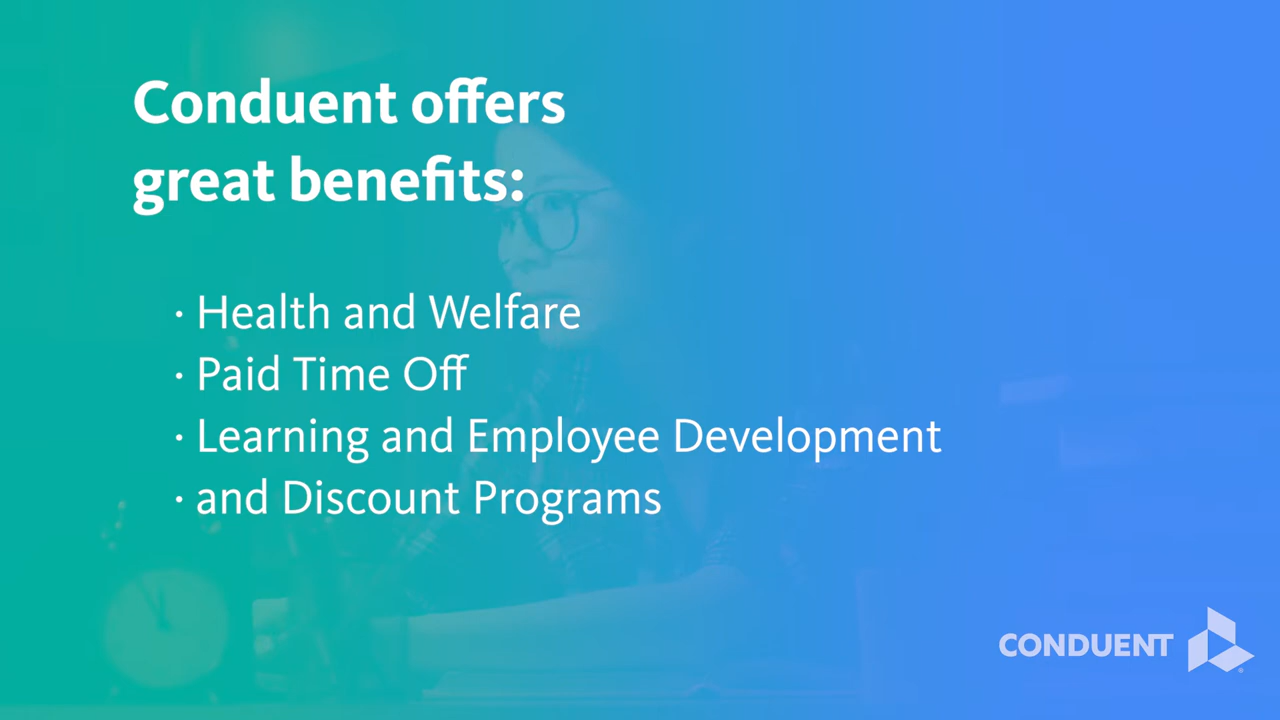 Conduent offers
great benefits:
· Health and Welfare
· Paid Time Off
· Learning and Employee Development
· and Discount Programs
CONDUENT